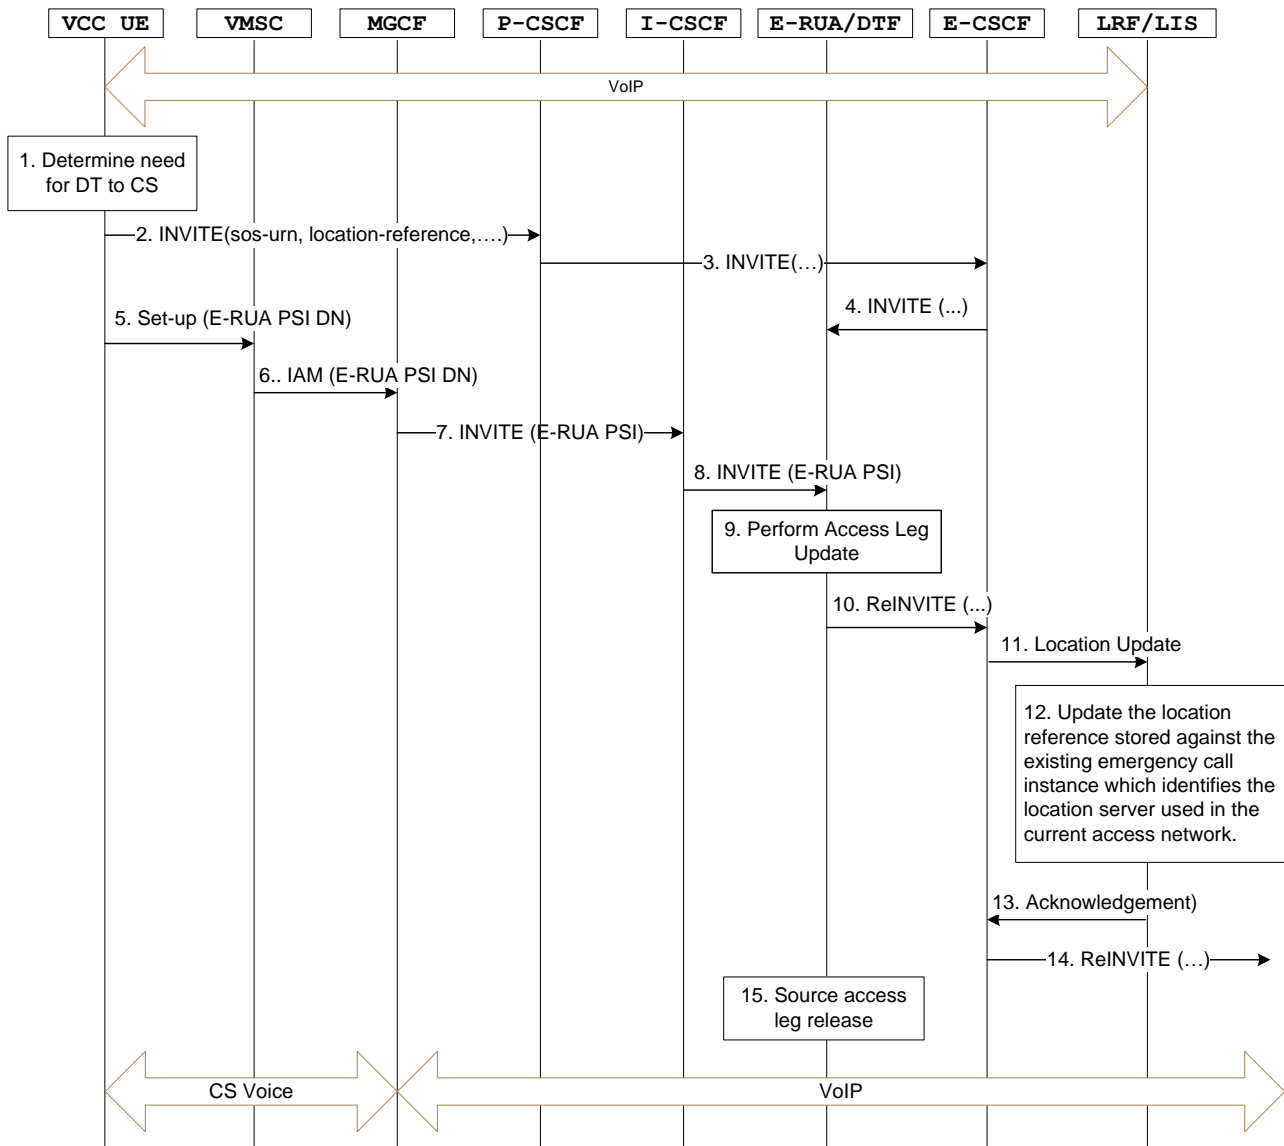 VCC UE
VMSC
MGCF
P-CSCF
I-CSCF
E-RUA/DTF
E-CSCF
LRF/LIS
VoIP
1. Determine need
for DT to CS
2. INVITE(sos-urn, location-reference,….)
3. INVITE(…)
4. INVITE (...)
5. Set-up (E-RUA PSI DN)
6.. IAM (E-RUA PSI DN)
7. INVITE (E-RUA PSI)
8. INVITE (E-RUA PSI)
9. Perform Access Leg
Update
10. ReINVITE (...)
11. Location Update
12. Update the location
reference stored against the
existing emergency call
instance which identifies the
location server used in the
current access network.
13. Acknowledgement)
14. ReINVITE (…)
15. Source access
leg release
CS Voice
VoIP